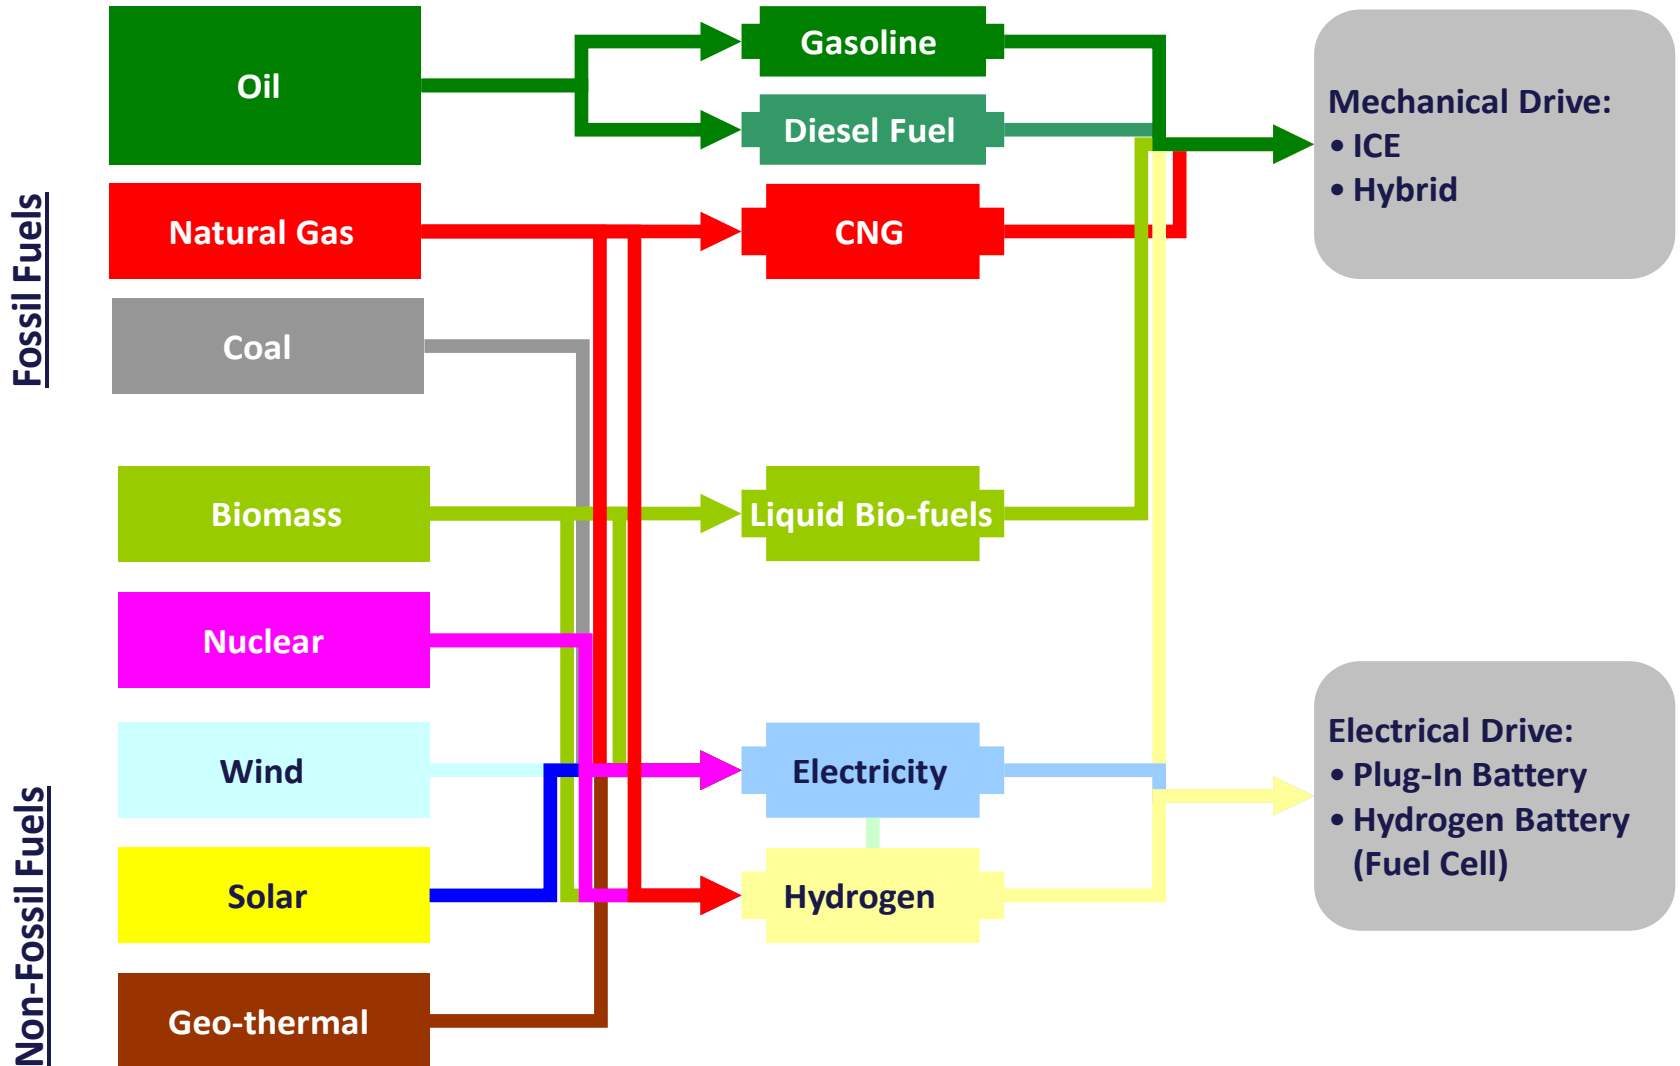 Fossil Fuels
Non-Fossil Fuels
Oil
Natural Gas
Coal
Biomass
Nuclear
Wind
Solar
Geo-thermal
Gasoline
Diesel Fuel
CNG
Liquid Bio-fuels
Electricity
Hydrogen
Mechanical Drive:
• ICE
• Hybrid
Electrical Drive:
• Plug-In Battery
• Hydrogen Battery
(Fuel Cell)